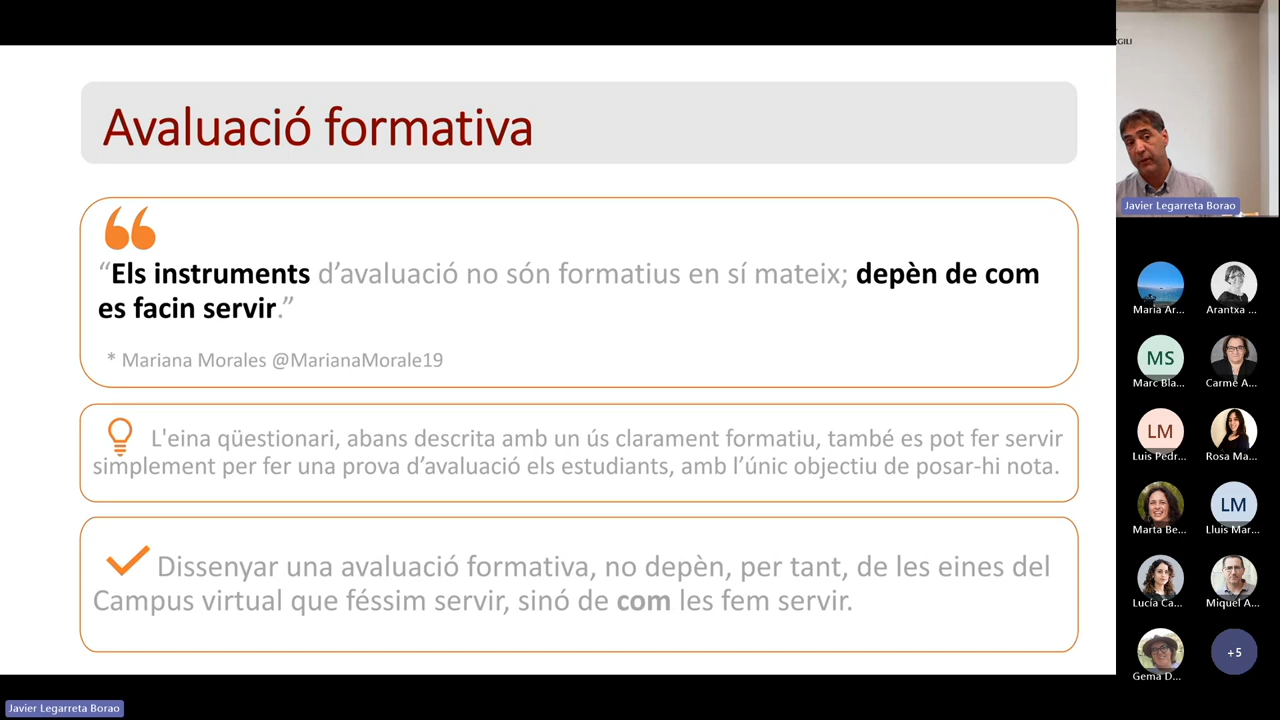 Avaluació formativa
“Els instruments d’avaluació no són formatius en sí mateix; depèn de com
es facin servir.”
* Mariana Morales @MarianaMorale19
L'eina qüestionari, abans descrita amb un ús clarament formatiu, també es pot fer servir
simplement per fer una prova d’avaluació els estudiants, amb l’únic objectiu de posar-hi nota.
Dissenyar una avaluació formativa, no depèn, per tant, de les eines del
Campus virtual que féssim servir, sinó de com les fem servir.
Javier Legarreta Borao
Maria Ar...
Arantxa ...
MS
Marc Bla...
Carme A...
LM
Luis Pedr...
Rosa Ma...
Marta Be...
LM
Lluis Mar...
Lucía Ca...
Miquel A...
Gema D...
+5
Javier Legarreta Borao